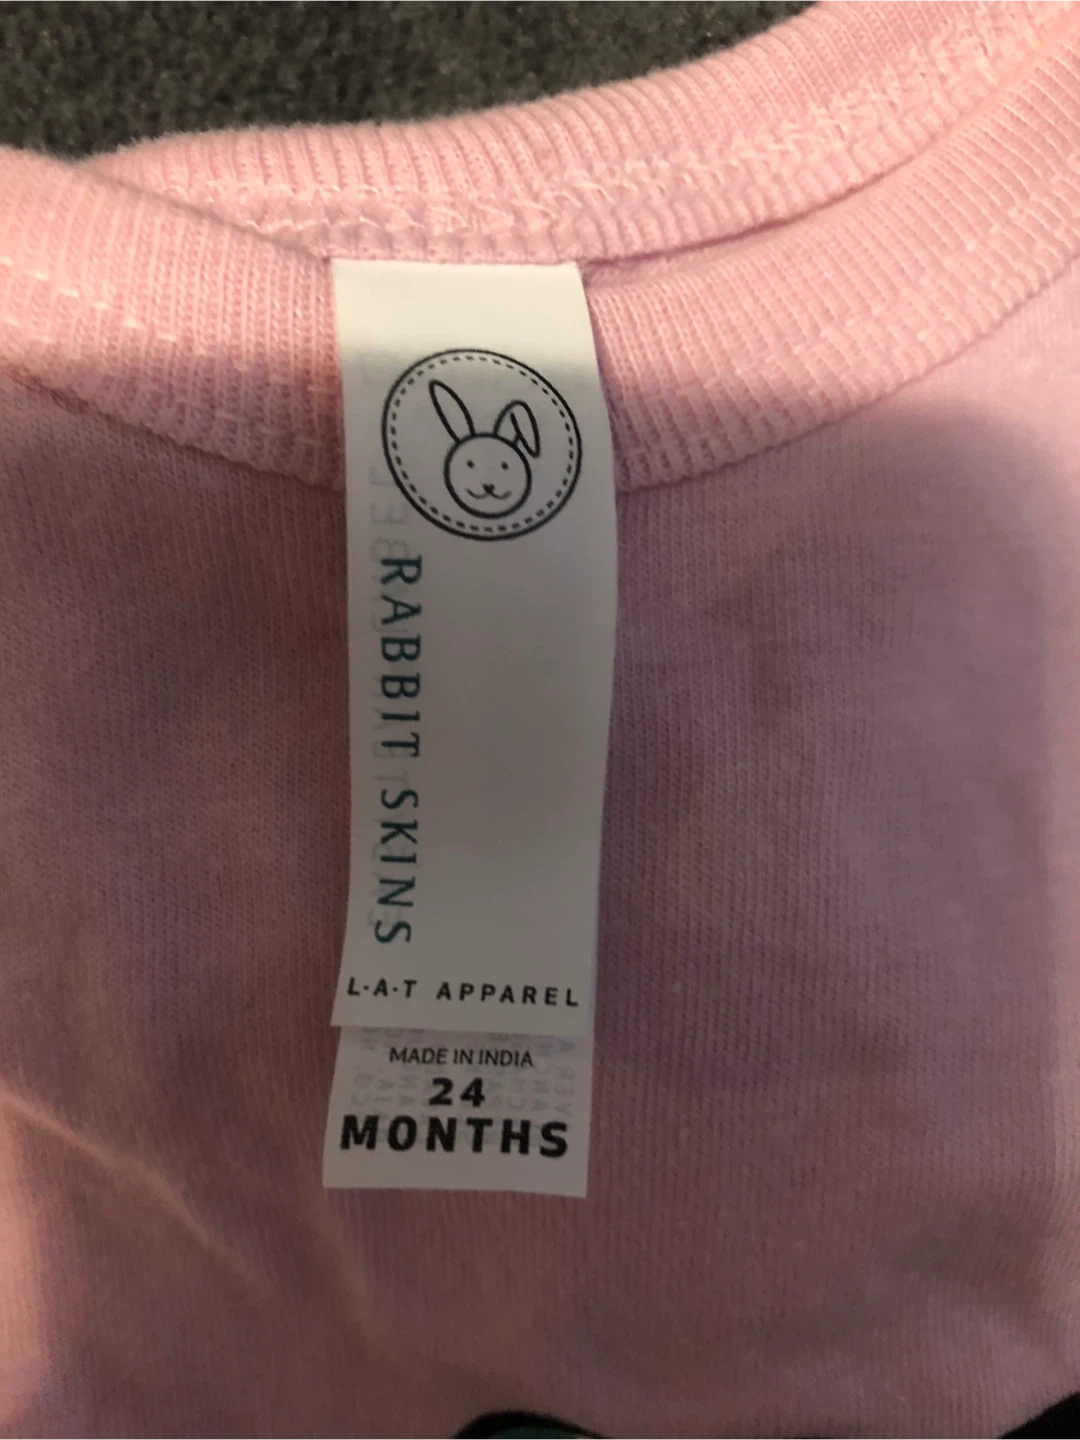 RABBIT SKINS
L·A·T APPAREL
MADE IN INDIA
24
MONTHS